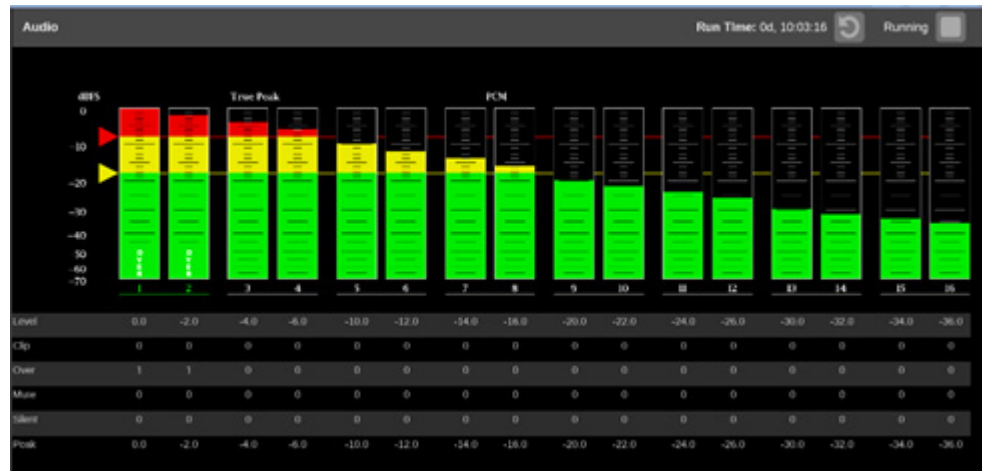 Audio Run Time: 0d, 10:03:16 Running
dBFS True Peak PCM
0
-10
-20
-30
-40
50
-60
-70
OVER OVER
1 2 3 4 5 6 7 8 9 10 11 12 13 14 15 16
Level 0.0 -2.0 -4.0 -6.0 -10.0 -12.0 -14.0 -16.0 -20.0 -22.0 -24.0 -26.0 -30.0 -32.0 -34.0 -36.0
Clip 0 0 0 0 0 0 0 0 0 0 0 0 0 0 0 0
Over 1 1 0 0 0 0 0 0 0 0 0 0 0 0 0 0
Mute 0 0 0 0 0 0 0 0 0 0 0 0 0 0 0 0
Silent 0 0 0 0 0 0 0 0 0 0 0 0 0 0 0 0
Peak 0.0 -2.0 -4.0 -6.0 -10.0 -12.0 -14.0 -16.0 -20.0 -22.0 -24.0 -26.0 -30.0 -32.0 -34.0 -36.0